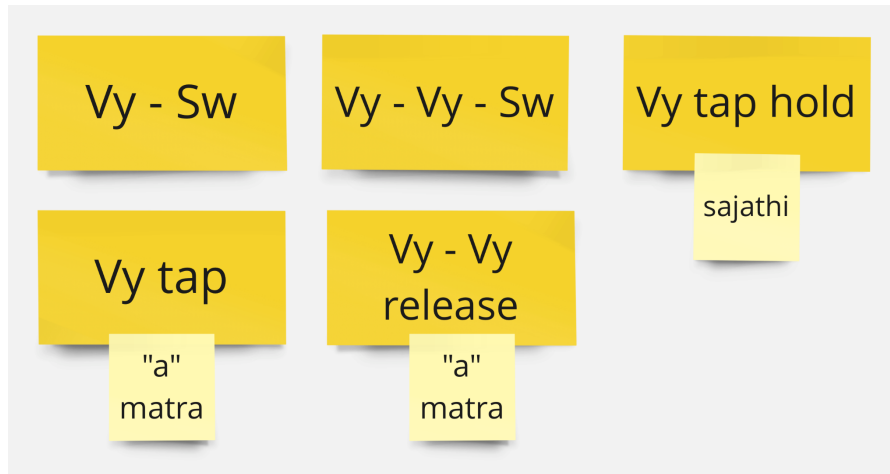 Vy - Sw
Vy - Vy - Sw
Vy tap hold
sajathi
Vy tap
"a"
matra
Vy - Vy
release
"a"
matra